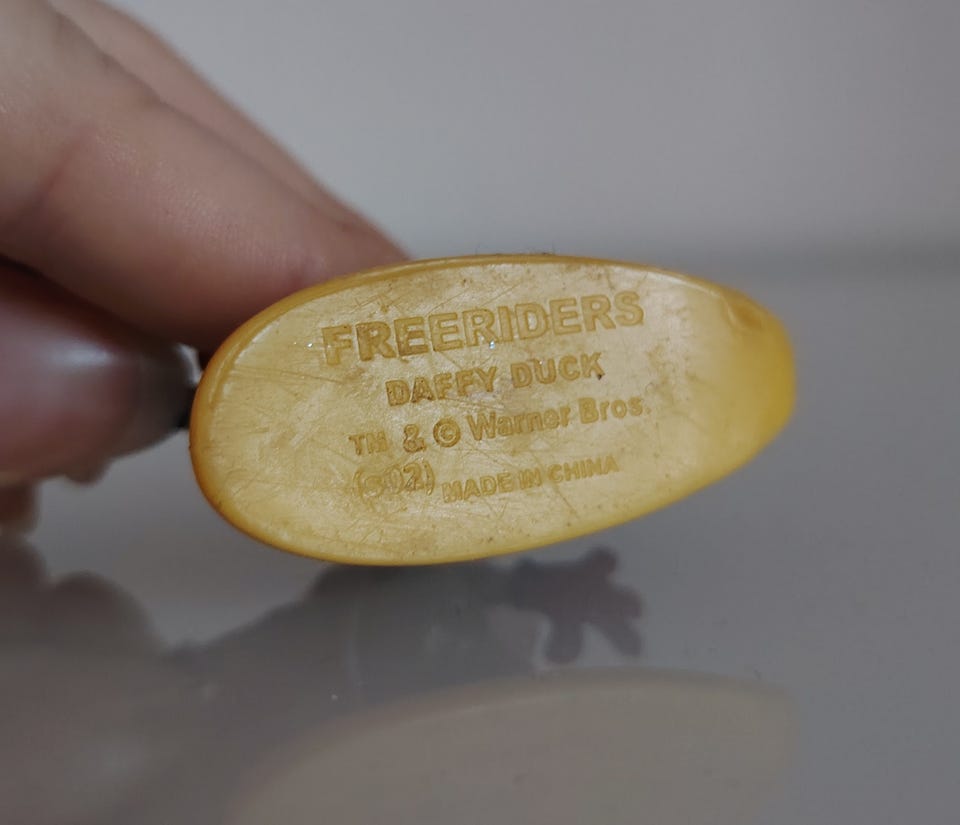 FREERIDERS
DAFFY DUCK
TM & © Warner Bros.
(s02) MADE IN CHINA